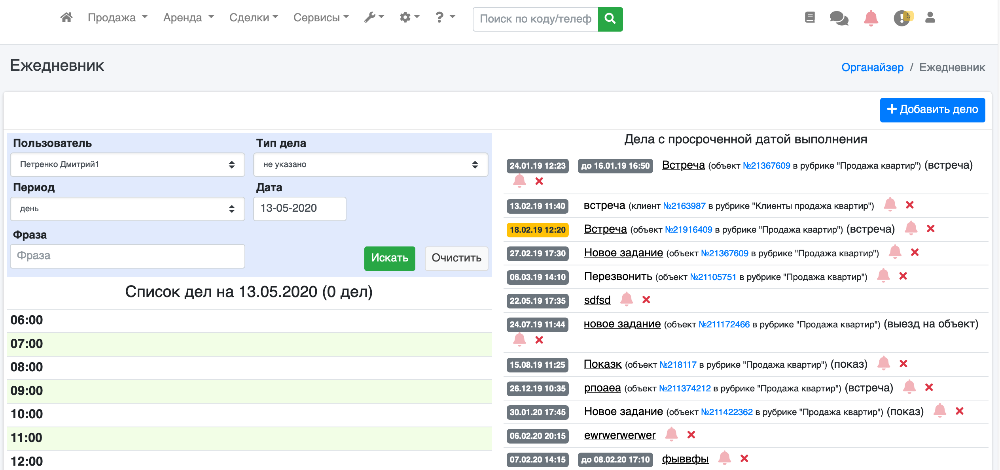 Продажа Аренда Сделки Сервисы ? Поиск по коду/телеф 5
Ежедневник
Органайзер / Ежедневник
Добавить дело
Пользователь Тип дела
Петренко Дмитрий1 не указано
Период Дата
день 13-05-2020
Фраза
Фраза
Искать Очистить
Список дел на 13.05.2020 (0 дел)
06:00
07:00
08:00
09:00
10:00
11:00
12:00
Дела с просроченной датой выполнения
24.01.19 12:23 до 16.01.19 16:50 Встреча (объект №21367609 в рубрике "Продажа квартир") (встреча)
13.02.19 11:40 встреча (клиент №2163987 в рубрике "Клиенты продажа квартир")
18.02.19 12:20 Встреча (объект №21916409 в рубрике "Продажа квартир") (встреча)
27.02.19 17:30 Новое задание (объект №21367609 в рубрике "Продажа квартир")
06.03.19 14:10 Перезвонить (объект №21105751 в рубрике "Продажа квартир")
22.05.19 17:35 sdfsd
24.07.19 11:44 новое задание (объект №211172466 в рубрике "Продажа квартир") (выезд на объект)
15.08.19 11:25 Показк (объект №218117 в рубрике "Продажа квартир") (показ)
26.12.19 10:35 рпоаеа (объект №211374212 в рубрике "Продажа квартир") (встреча)
30.01.20 17:45 Новое задание (объект №211422362 в рубрике "Продажа квартир") (показ)
06.02.20 20:15 ewrwerwerwer
07.02.20 14:15 до 08.02.20 17:10 фыввфы